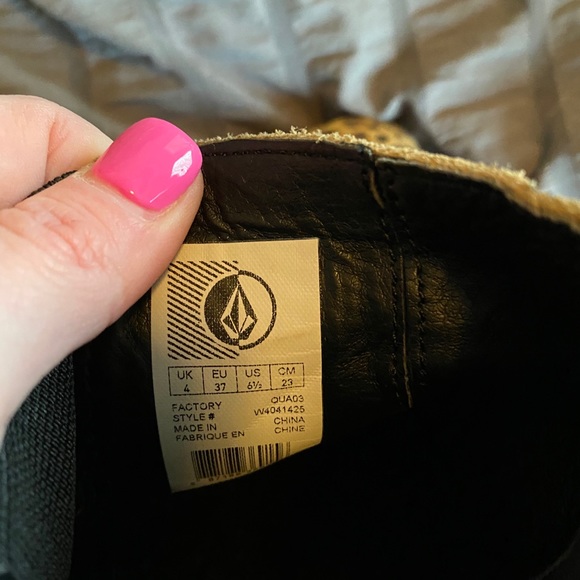 UK EU US CM
4 37 6½ 23
FACTORY QUA03
STYLE # W4041425
MADE IN CHINA
FABRIQUE EN CHINE